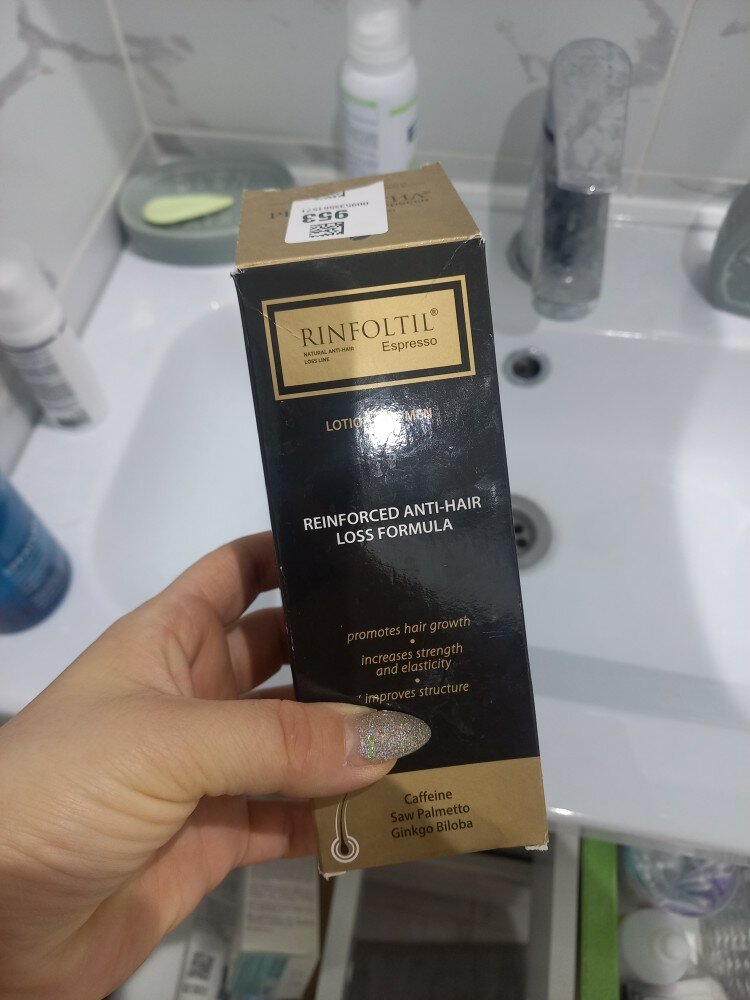 953
RINFOLTIL®
Espresso
NATURAL ANTI-HAIR
LOSS LINE
MEN
REINFORCED ANTI-HAIR
LOSS FORMULA
promotes hair growth
•
increases strength
and elasticity
•
improves structure
Caffeine
Saw Palmetto
Ginkgo Biloba